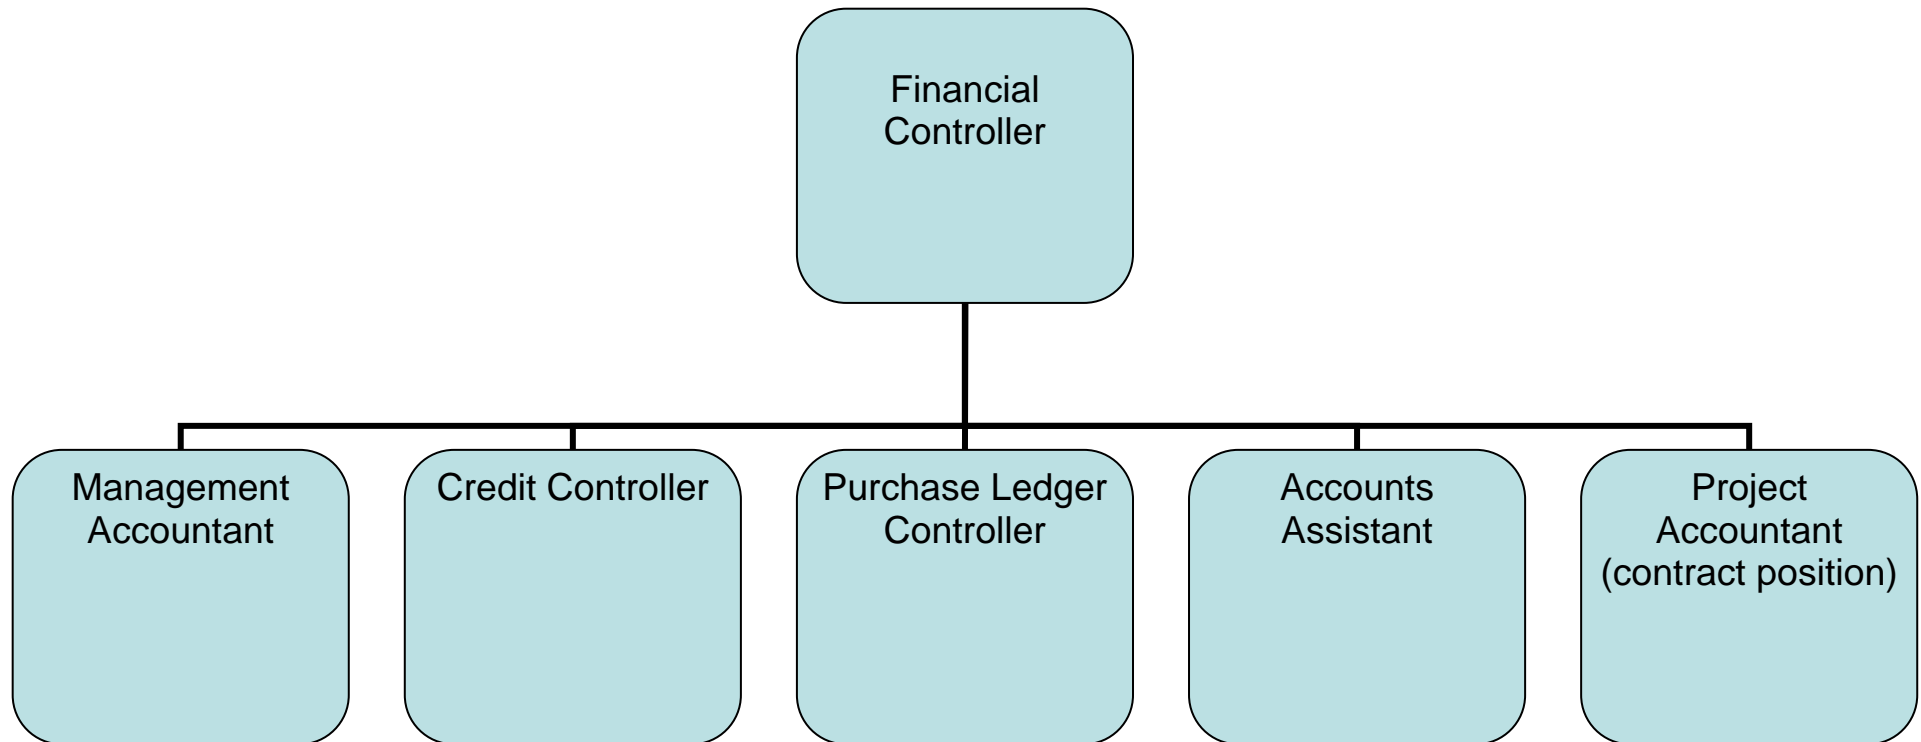 Financial
Controller
Management
Accountant
Credit Controller
Purchase Ledger
Controller
Accounts
Assistant
Project
Accountant
(contract position)